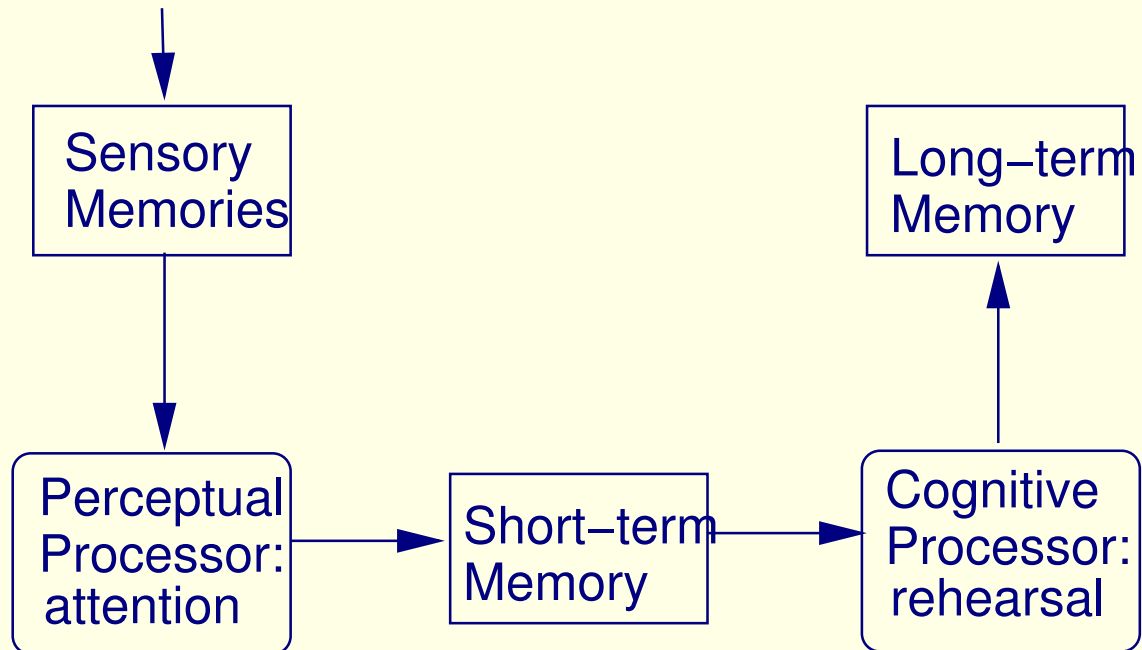 Sensory
Memories
Long−term
Memory
Perceptual
Processor:
attention
Short−term
Memory
Cognitive
Processor:
rehearsal